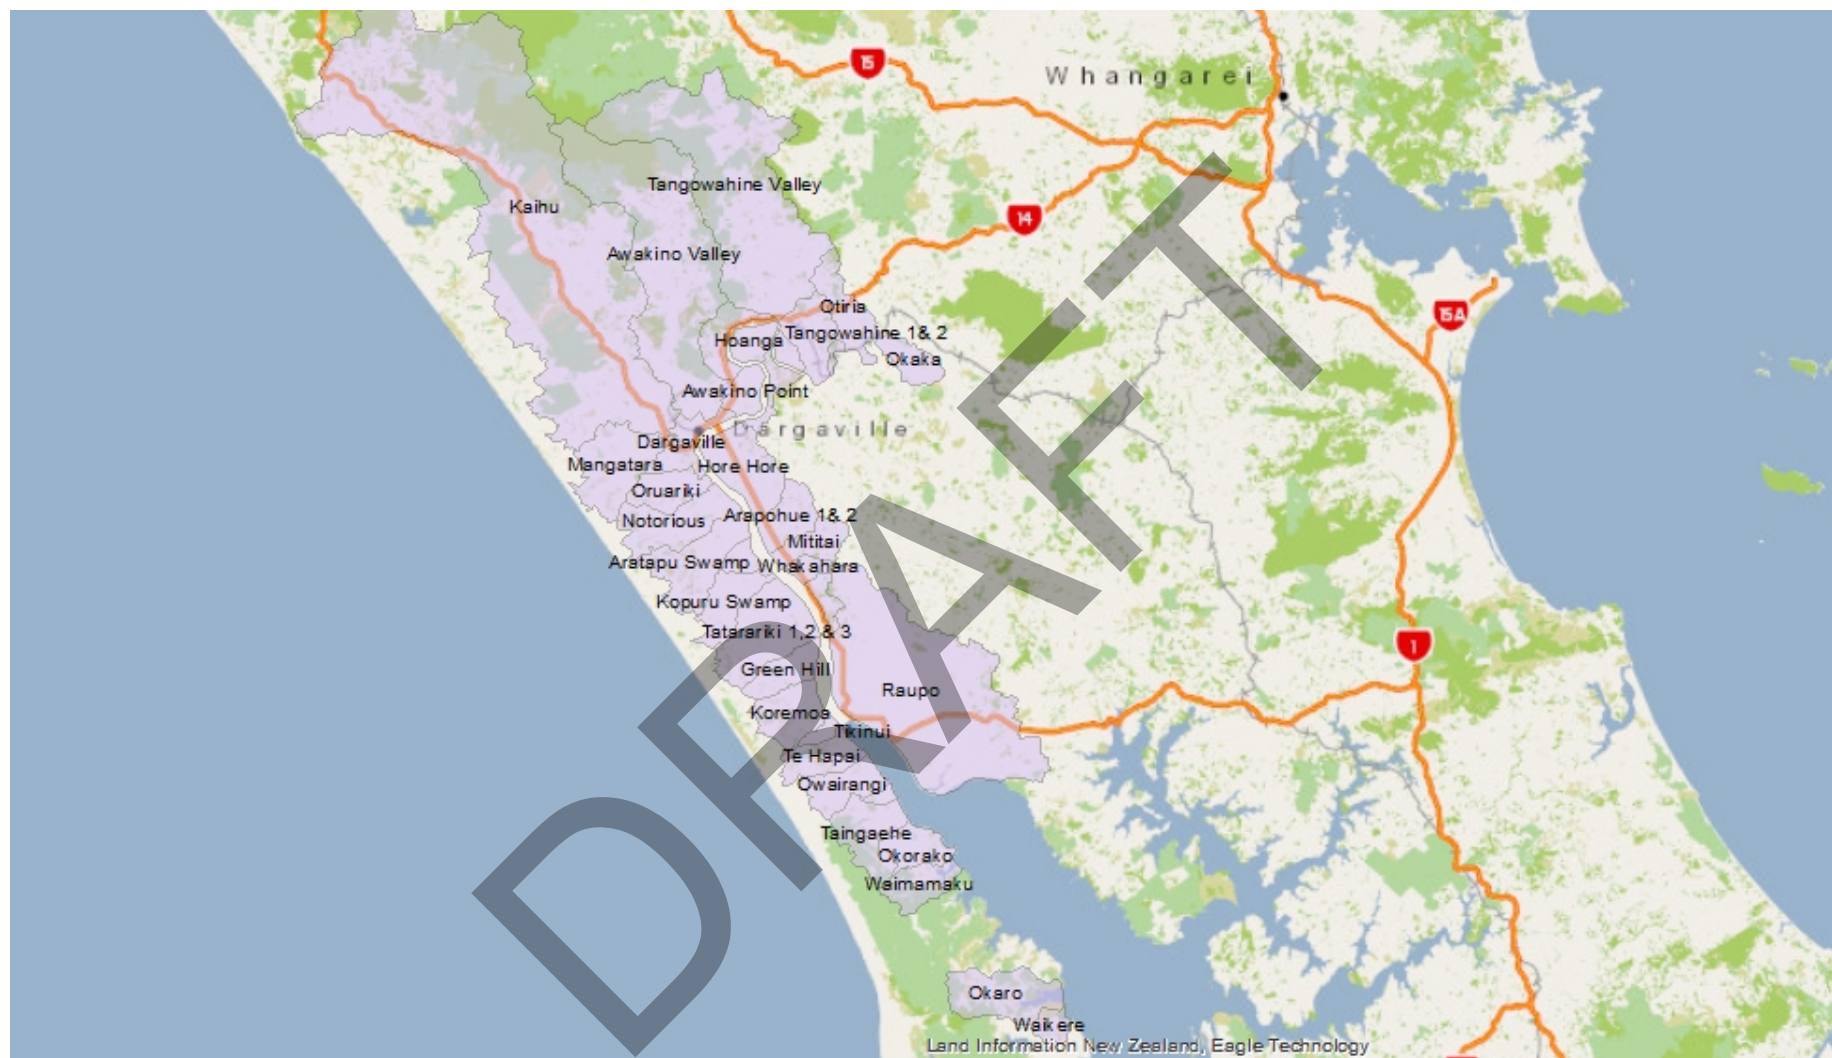 15
Whangarei
Tangowahine Valley
Kaihu
14
Awakino Valley
Otiria
15A
Tangowahine 1& 2
Hoanga
Okaka
Awakino Point
Dargaville
Dargaville
Mangatara
Hore Hore
Oruariki
Notorious
Arapohue 1& 2
Mititai
Aratapu Swamp
Whakahara
Kopuru Swamp
Tatarariki 1,2 & 3
1
Green Hill
Raupo
Koremoa
Tikinui
Te Hapai
Owairangi
Taingaehe
Okorako
Waimamaku
Okaro
Waikere
Land Information New Zealand, Eagle Technology
DRAFT